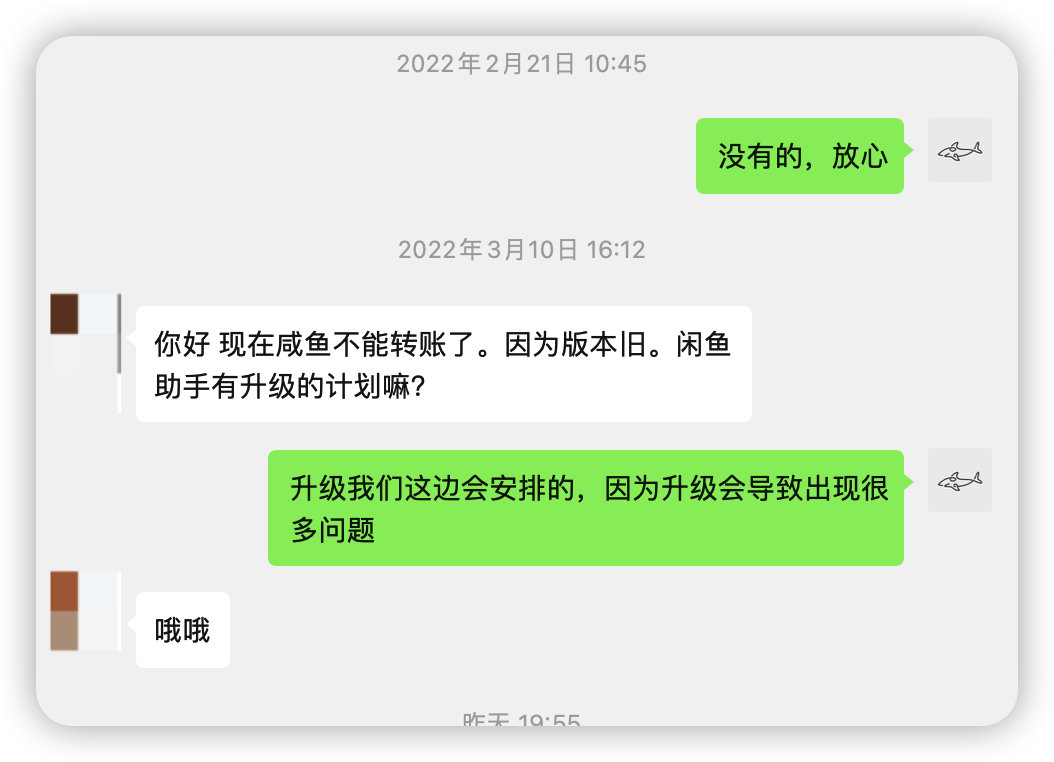 2022年2月21日 10:45
没有的，放心
2022年3月10日 16:12
你好 现在咸鱼不能转账了。因为版本旧。闲鱼
助手有升级的计划嘛?
升级我们这边会安排的，因为升级会导致出现很
多问题
哦哦
昨天 19:55